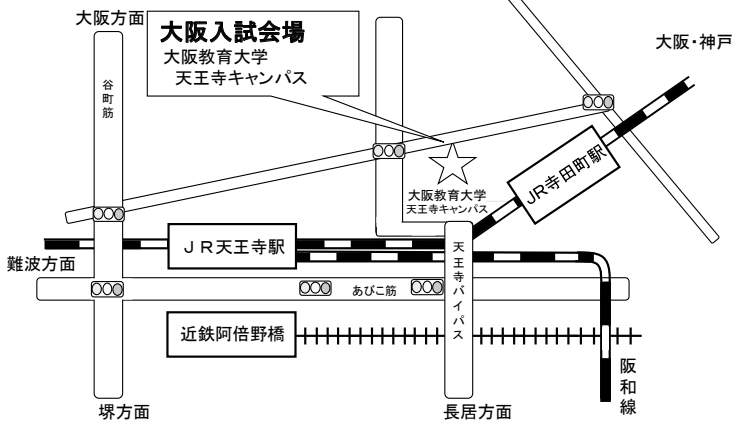 大阪方面
大阪入試会場
大阪教育大学
天王寺キャンパス
大阪・神戸
谷町筋
JR寺田町駅
大阪教育大学
天王寺キャンパス
JR天王寺駅
難波方面
天王寺バイパス
あびこ筋
近鉄阿倍野橋
阪和線
堺方面
長居方面